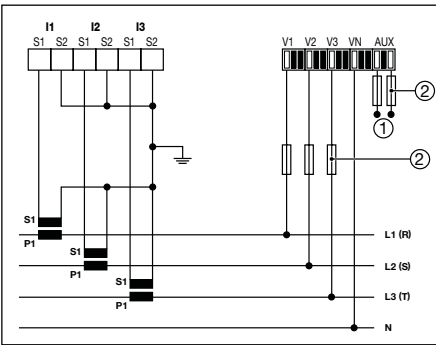 I1 I2 I3
S1 S2 S1 S2 S1 S2
V1 V2 V3 VN AUX
2
1
2
S1
P1
L1 (R)
S1
P1
L2 (S)
S1
P1
L3 (T)
N